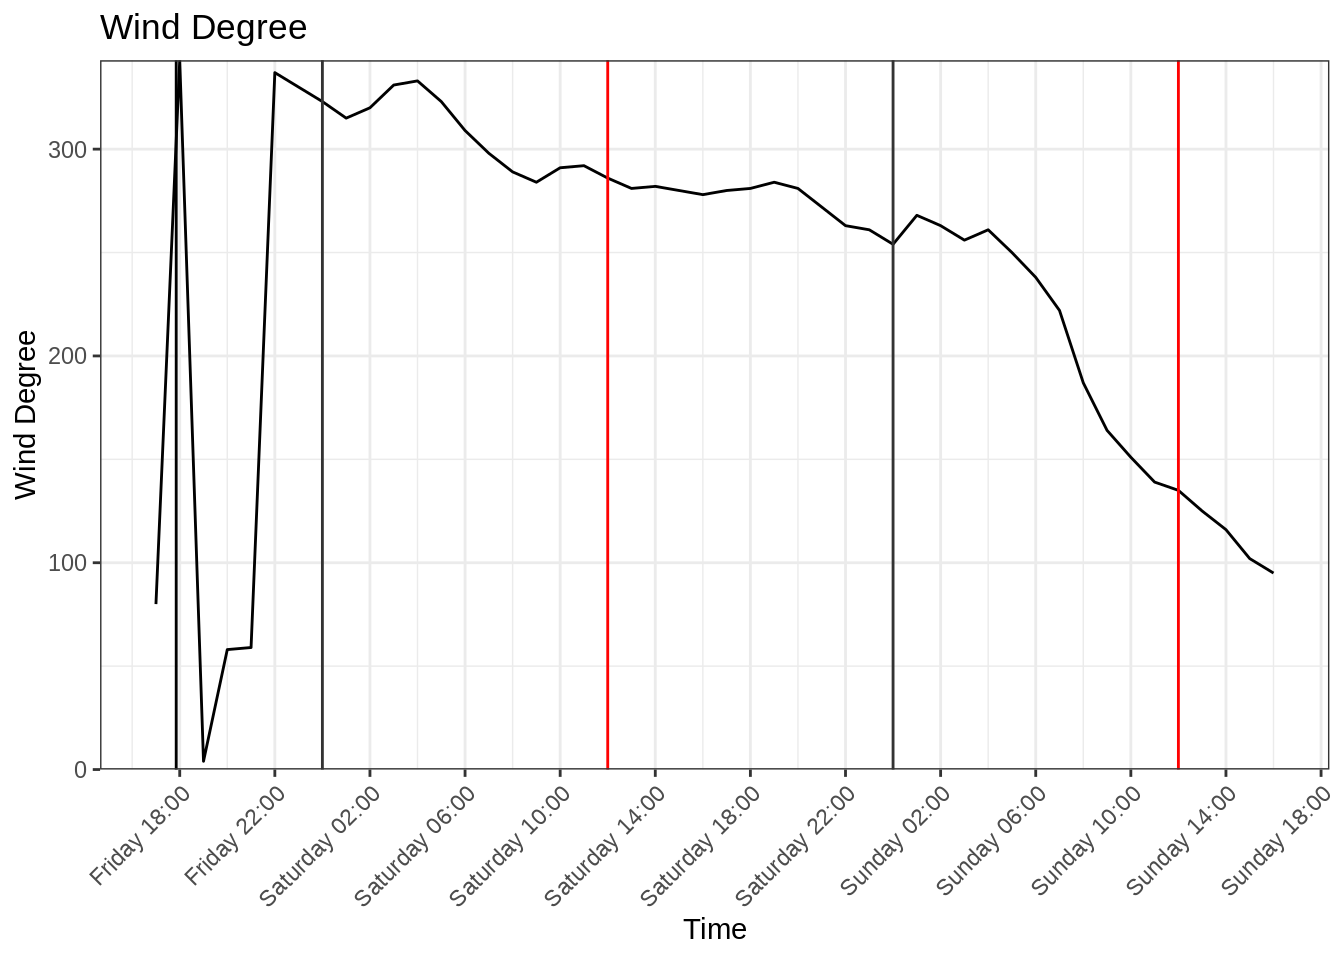 Wind Degree
Wind Degree
300
200
100
0
Friday 18:00
Friday 22:00
Saturday 02:00
Saturday 06:00
Saturday 10:00
Saturday 14:00
Saturday 18:00
Saturday 22:00
Sunday 02:00
Sunday 06:00
Sunday 10:00
Sunday 14:00
Sunday 18:00
Time